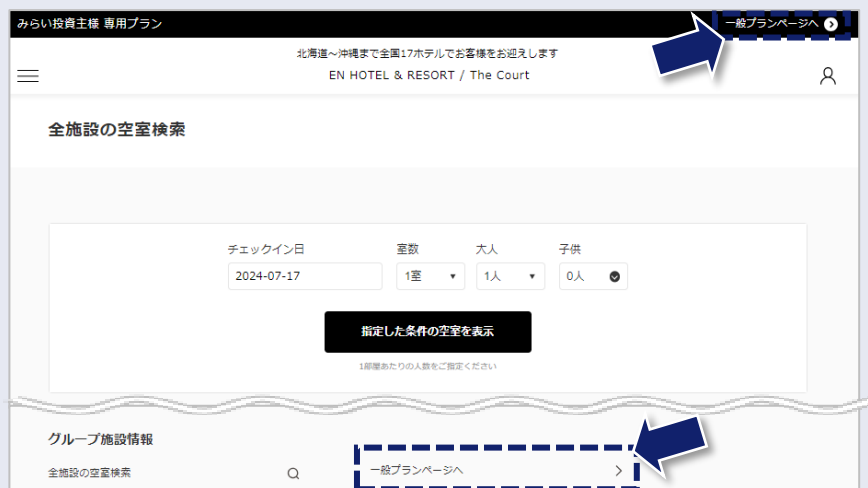 みらい投資主様 専用プラン
一般プランページへ
北海道～沖縄まで全国17ホテルでお客様をお迎えします
EN HOTEL & RESORT / The Court
全施設の空室検索
チェックイン日 室数 大人 子供
2024-07-17 1室 1人 0人
指定した条件の空室を表示
1部屋あたりの人数をご指定ください
グループ施設情報
全施設の空室検索
一般プランページへ